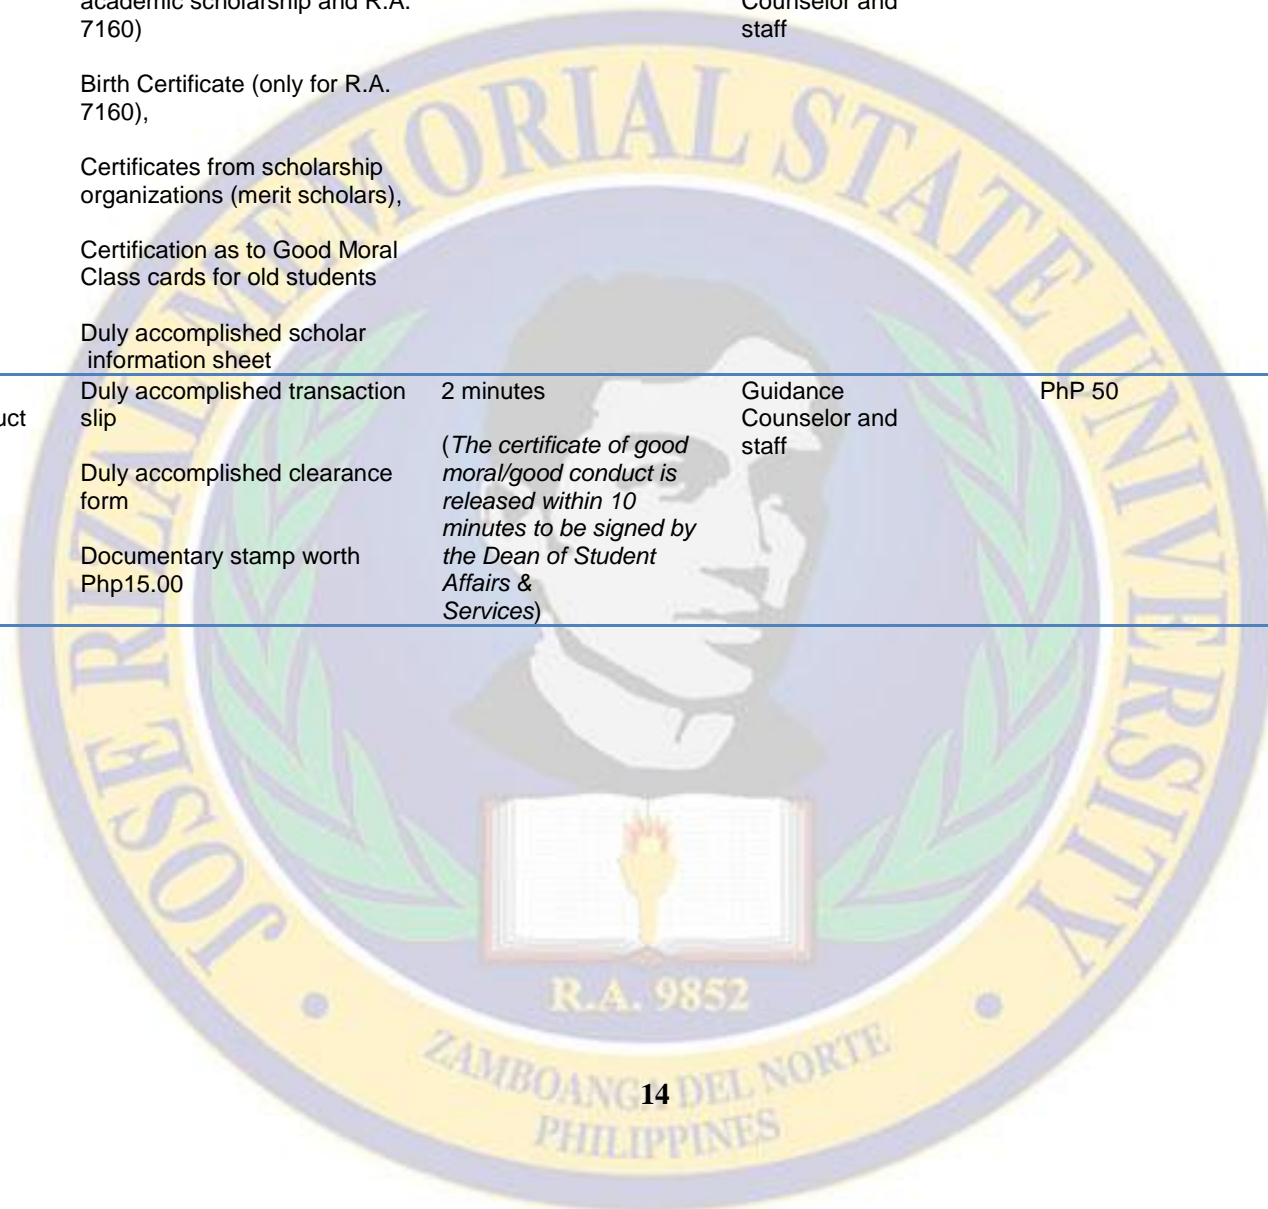 academic scholarship and R.A.
7160)
Counselor and
staff
Birth Certificate (only for R.A.
7160),
Certificates from scholarship
organizations (merit scholars),
Certification as to Good Moral
Class cards for old students
Duly accomplished scholar
information sheet
uct
Duly accomplished transaction
slip
Duly accomplished clearance
form
Documentary stamp worth
Php15.00
2 minutes
(The certificate of good
moral/good conduct is
released within 10
minutes to be signed by
the Dean of Student
Affairs &
Services)
Guidance
Counselor and
staff
PhP 50
JOSE RIZAL MEMORIAL STATE UNIVERSITY
R.A. 9852
ZAMBOANGA DEL NORTE
PHILIPPINES
14